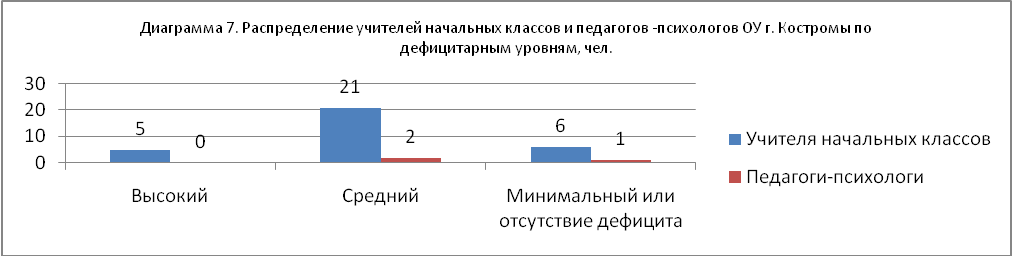 Диаграмма 7. Распределение учителей начальных классов и педагогов -психологов ОУ г. Костромы по
дефицитарным уровням, чел.
30
20
10
0
5
0
21
2
6
1
Высокий
Средний
Минимальный или
отсутствие дефицита
Учителя начальных классов
Педагоги-психологи